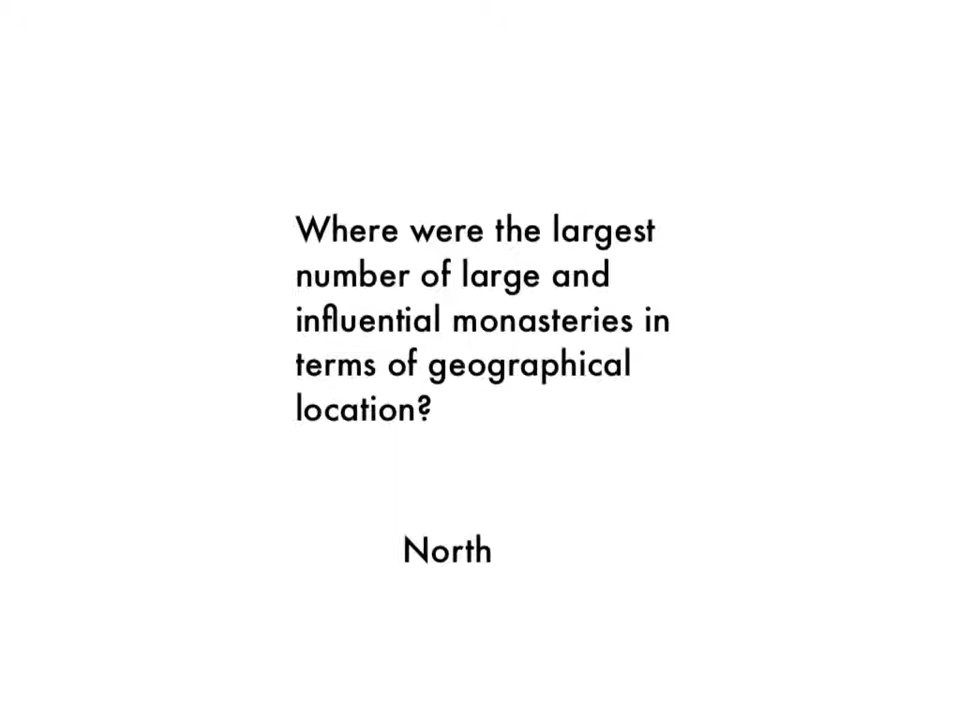 Where were the largest
number of large and
influential monasteries in
terms of geographical
location?
North